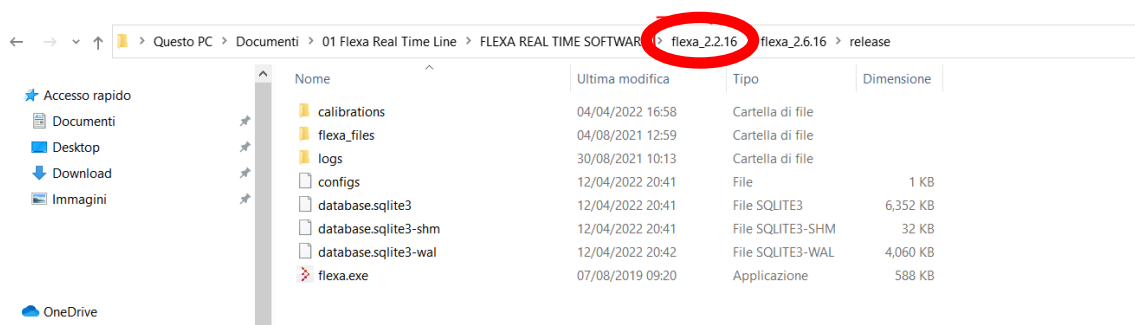 Questo PC > Documenti > 01 Flexa Real Time Line > FLEXA REAL TIME SOFTWAR > flexa_2.2.16 flexa_2.6.16 > release
Nome Ultima modifica Tipo Dimensione
Accesso rapido
Documenti
Desktop
Download
Immagini
OneDrive
calibrations 04/04/2022 16:58 Cartella di file
flexa_files 04/08/2021 12:59 Cartella di file
logs 30/08/2021 10:13 Cartella di file
configs 12/04/2022 20:41 File 1 KB
database.sqlite3 12/04/2022 20:41 File SQLITE3 6,352 KB
database.sqlite3-shm 12/04/2022 20:41 File SQLITE3-SHM 32 KB
database.sqlite3-wal 12/04/2022 20:42 File SQLITE3-WAL 4,060 KB
flexa.exe 07/08/2019 09:20 Applicazione 588 KB